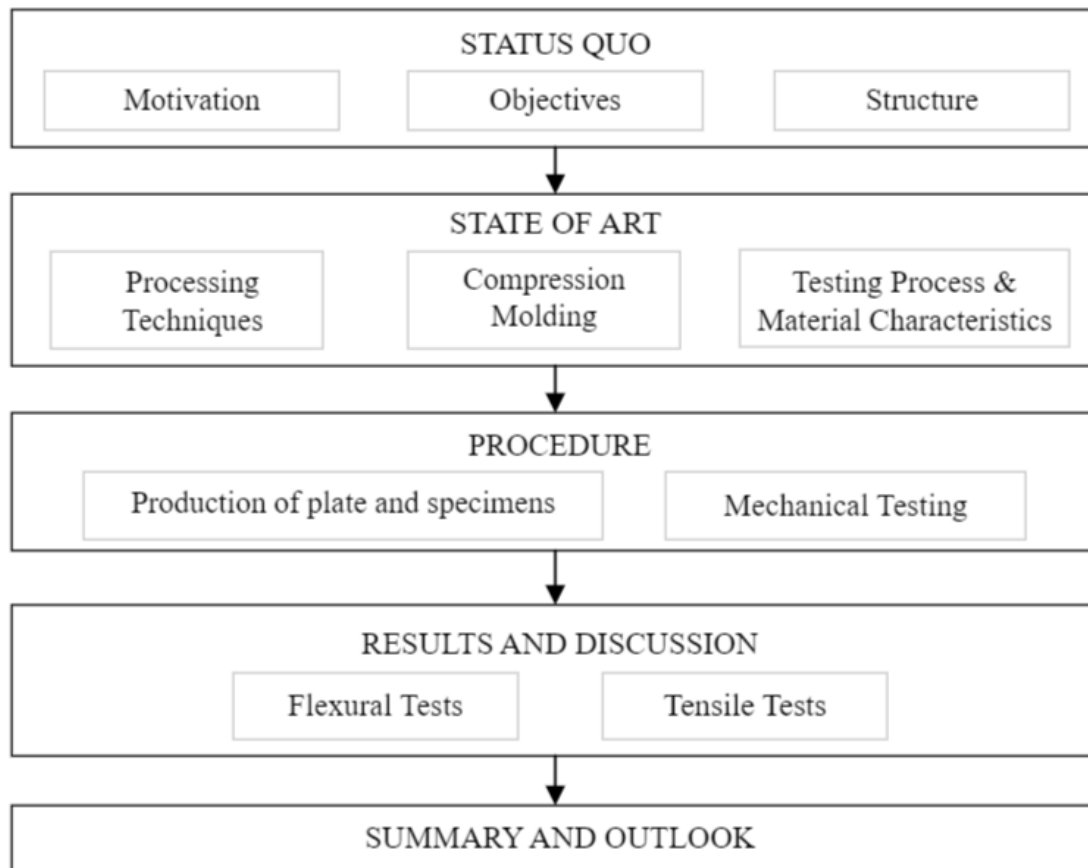 STATUS QUO
Motivation
Objectives
Structure
STATE OF ART
Processing
Techniques
Compression
Molding
Testing Process &
Material Characteristics
PROCEDURE
Production of plate and specimens
Mechanical Testing
RESULTS AND DISCUSSION
Flexural Tests
Tensile Tests
SUMMARY AND OUTLOOK